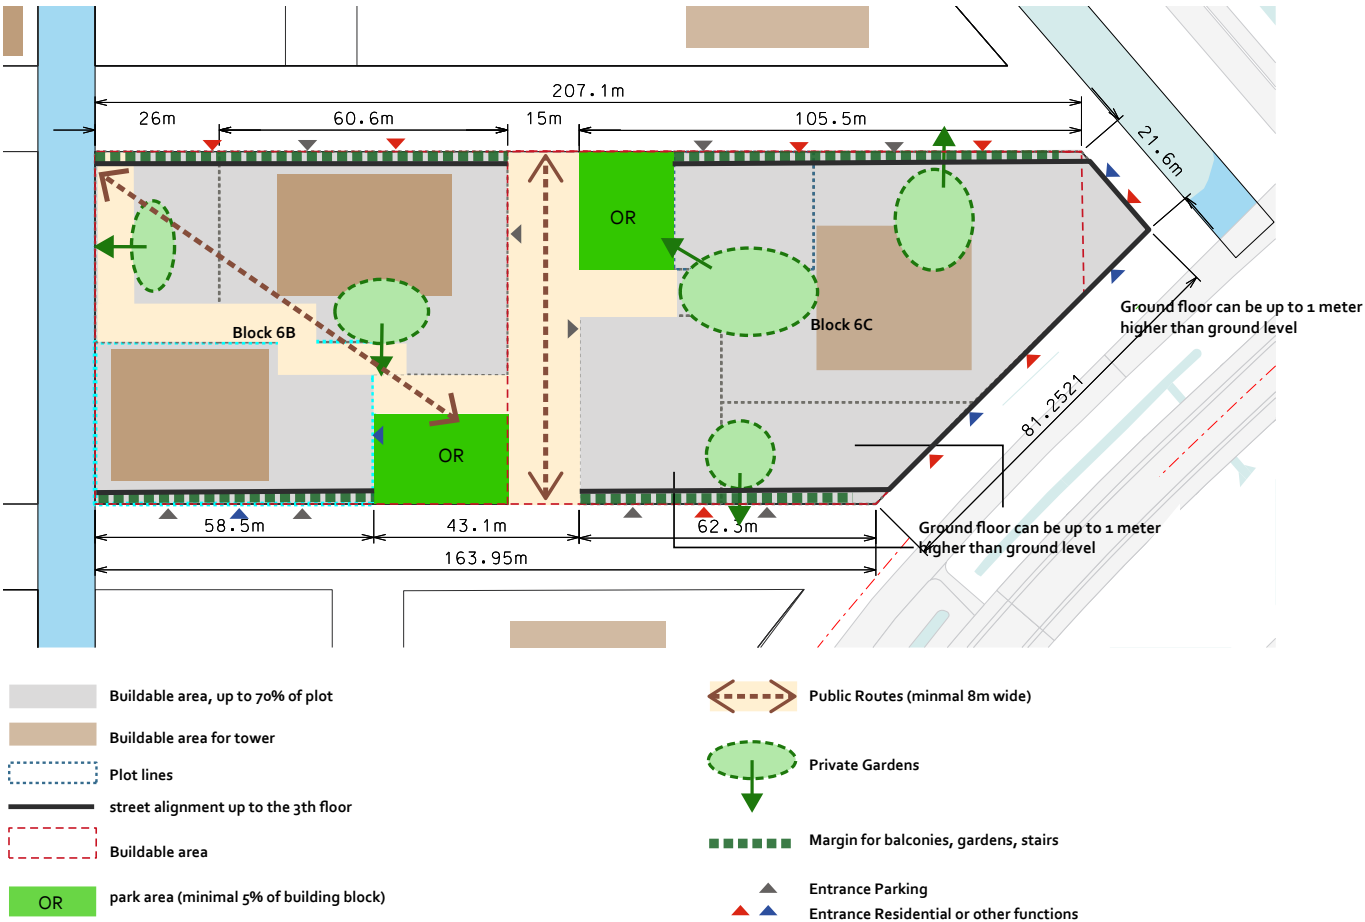 207.1m
26m
60.6m
15m
105.5m
21.6m
OR
Block 6B
Block 6C
Ground floor can be up to 1 meter
higher than ground level
81.2521
OR
Ground floor can be up to 1 meter
higher than ground level
58.5m
43.1m
62.3m
163.95m
Buildable area, up to 70% of plot
Buildable area for tower
Plot lines
street alignment up to the 3th floor
Buildable area
OR
park area (minimal 5% of building block)
Public Routes (minmal 8m wide)
Private Gardens
Margin for balconies, gardens, stairs
Entrance Parking
Entrance Residential or other functions